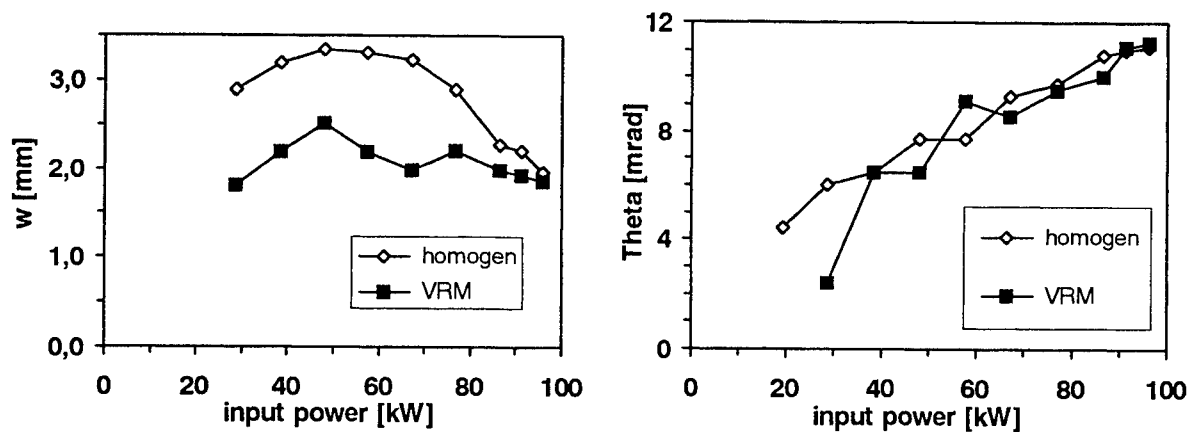 3,0
2,0
1,0
0,0
w [mm]
homogen
VRM
0 20 40 60 80 100
input power [kW]
12
8
4
0
Theta [mrad]
homogen
VRM
0 20 40 60 80 100
input power [kW]